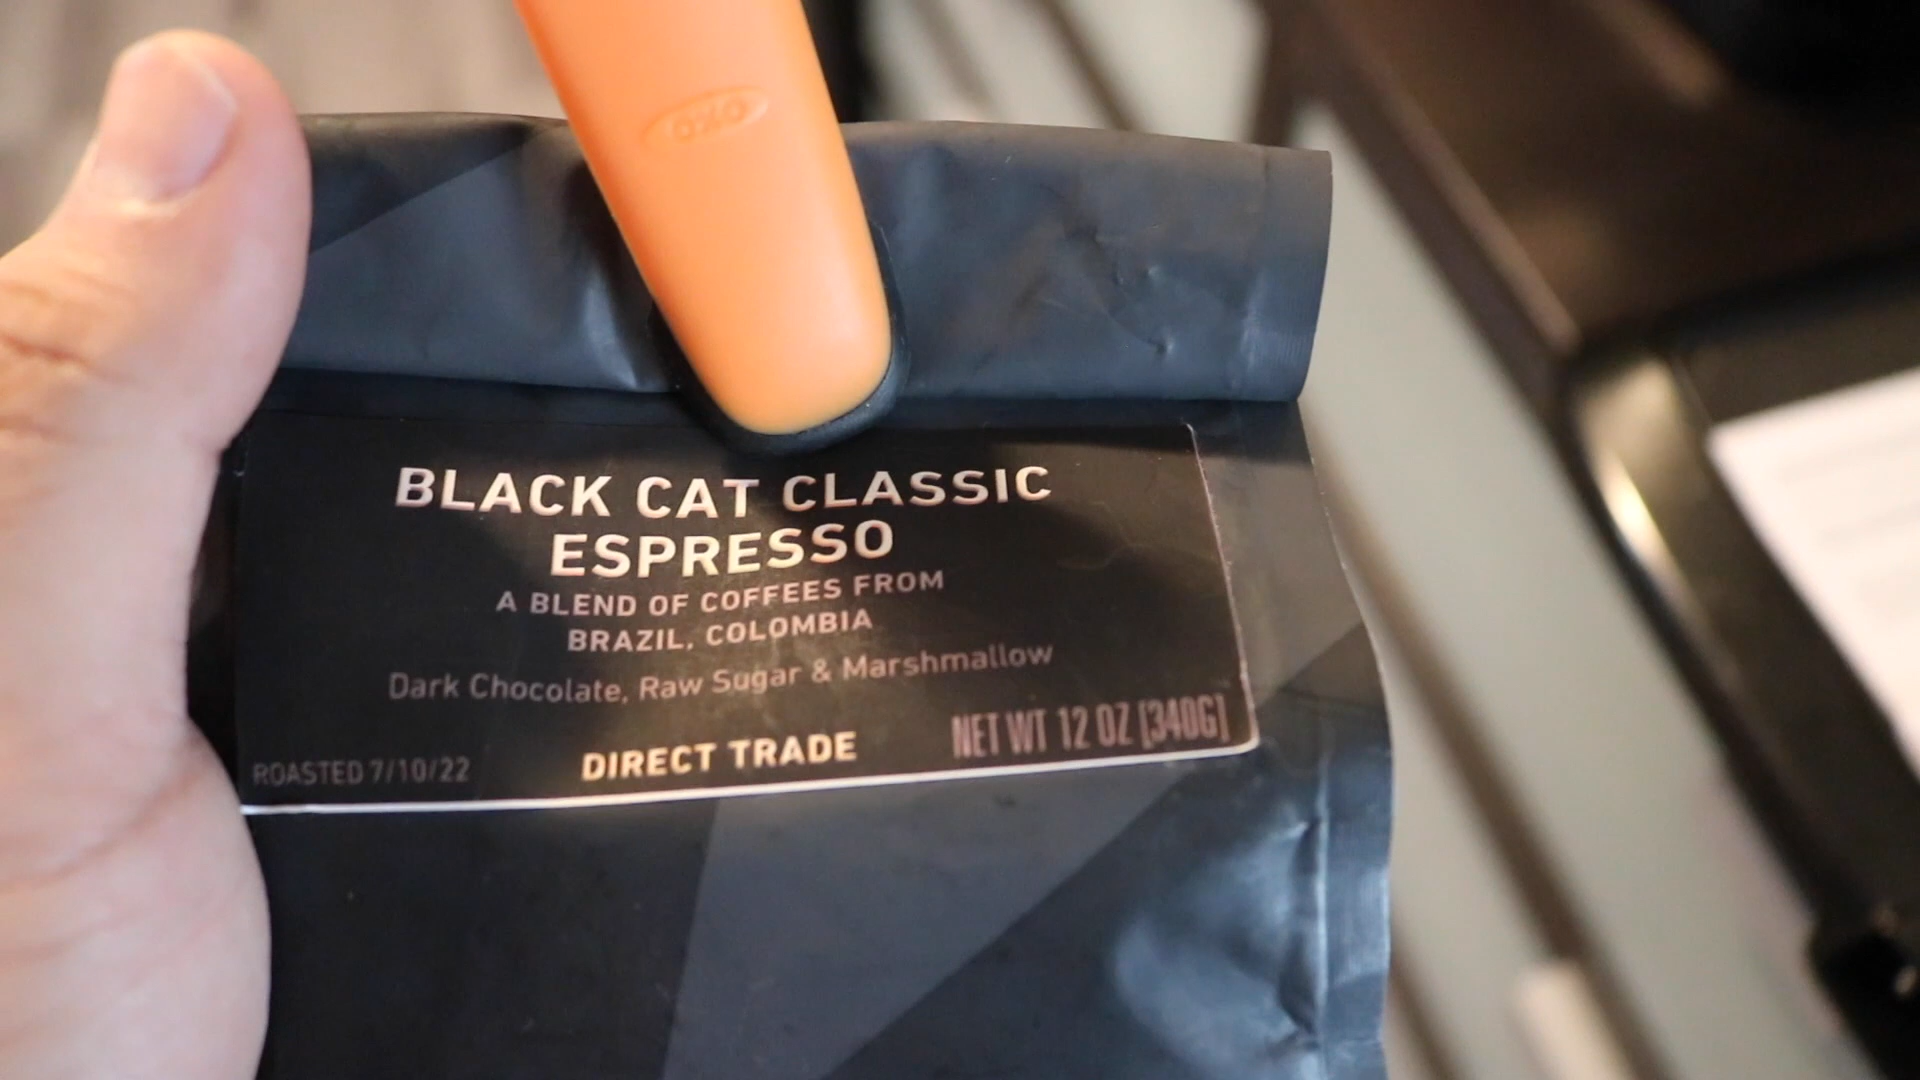 OXO
BLACK CAT CLASSIC
ESPRESSO
A BLEND OF COFFEES FROM
BRAZIL, COLOMBIA
Dark Chocolate, Raw Sugar & Marshmallow
ROASTED 7/10/22 DIRECT TRADE NET WT 12 OZ [340G]